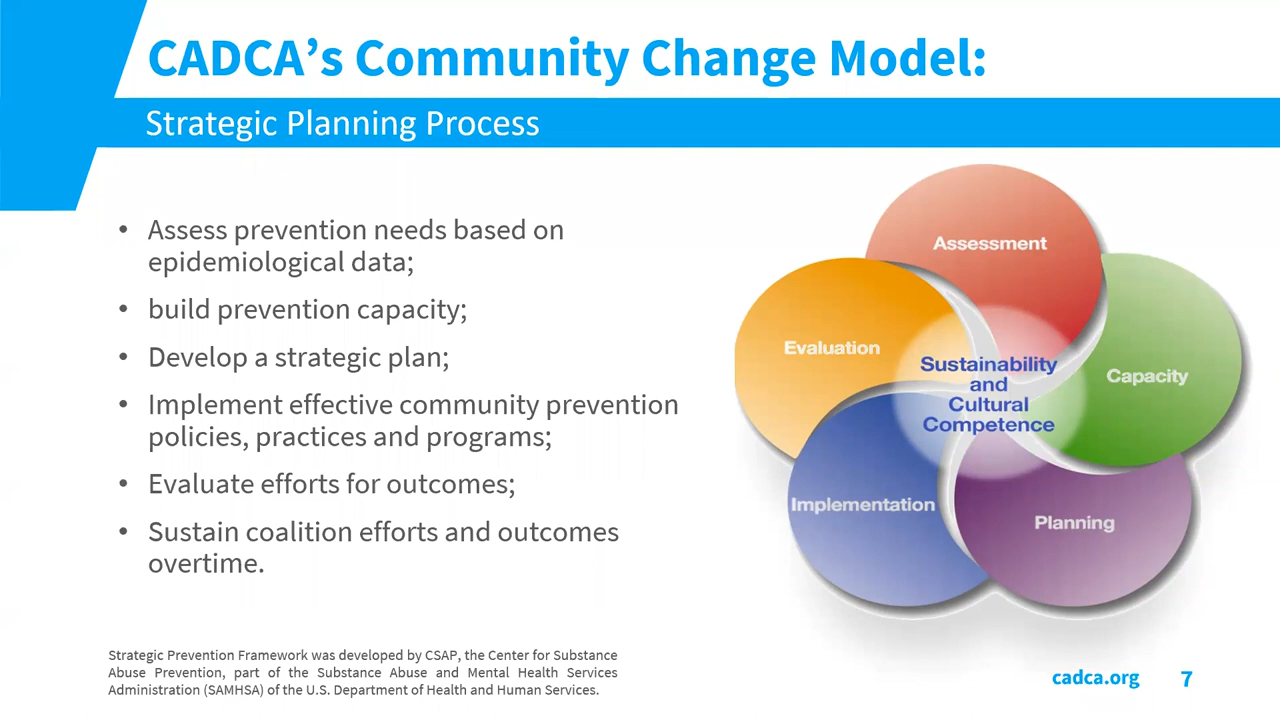 CADCA’s Community Change Model:
Strategic Planning Process
• Assess prevention needs based on
epidemiological data;
• build prevention capacity;
• Develop a strategic plan;
• Implement effective community prevention
policies, practices and programs;
• Evaluate efforts for outcomes;
• Sustain coalition efforts and outcomes
overtime.
Assessment
Evaluation
Capacity
Sustainability
and
Cultural
Competence
Implementation
Planning
Strategic Prevention Framework was developed by CSAP, the Center for Substance
Abuse Prevention, part of the Substance Abuse and Mental Health Services
Administration (SAMHSA) of the U.S. Department of Health and Human Services.
cadca.org 7